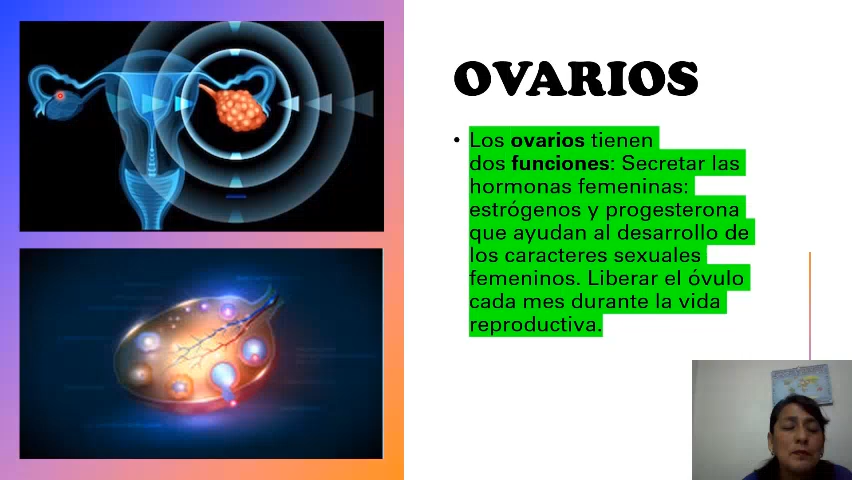 OVARIOS
• Los ovarios tienen
dos funciones: Secretar las
hormonas femeninas:
estrógenos y progesterona
que ayudan al desarrollo de
los caracteres sexuales
femeninos. Liberar el óvulo
cada mes durante la vida
reproductiva.